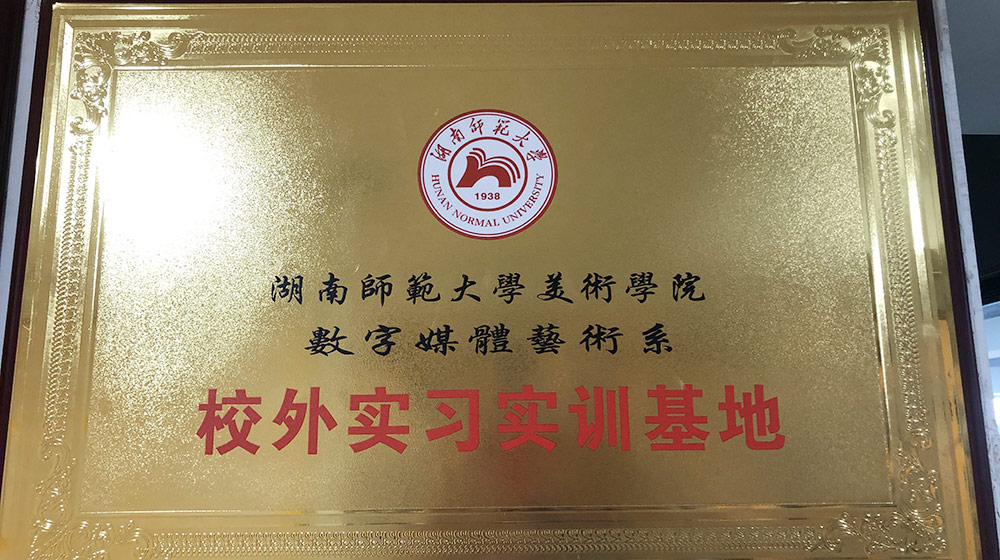 湖南师範大學
1938
HUNAN NORMAL UNIVERSITY
湖南師範大學美術學院
數字媒體藝術系
校外实习实训基地